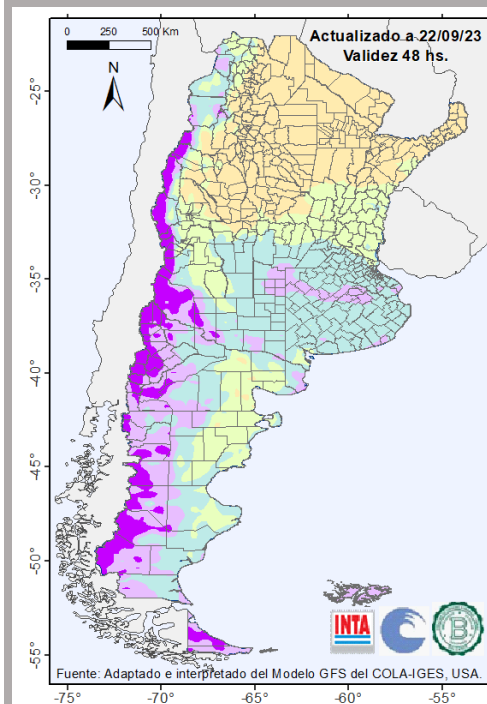 0 250 500 Km
Actualizado a 22/09/23
Validez 48 hs.
N
-25°
-30°
-35°
-40°
-45°
-50°
-55°
INTA
B
Fuente: Adaptado e interpretado del Modelo GFS del COLA-IGES, USA.
-75° -70° -65° -60° -55°